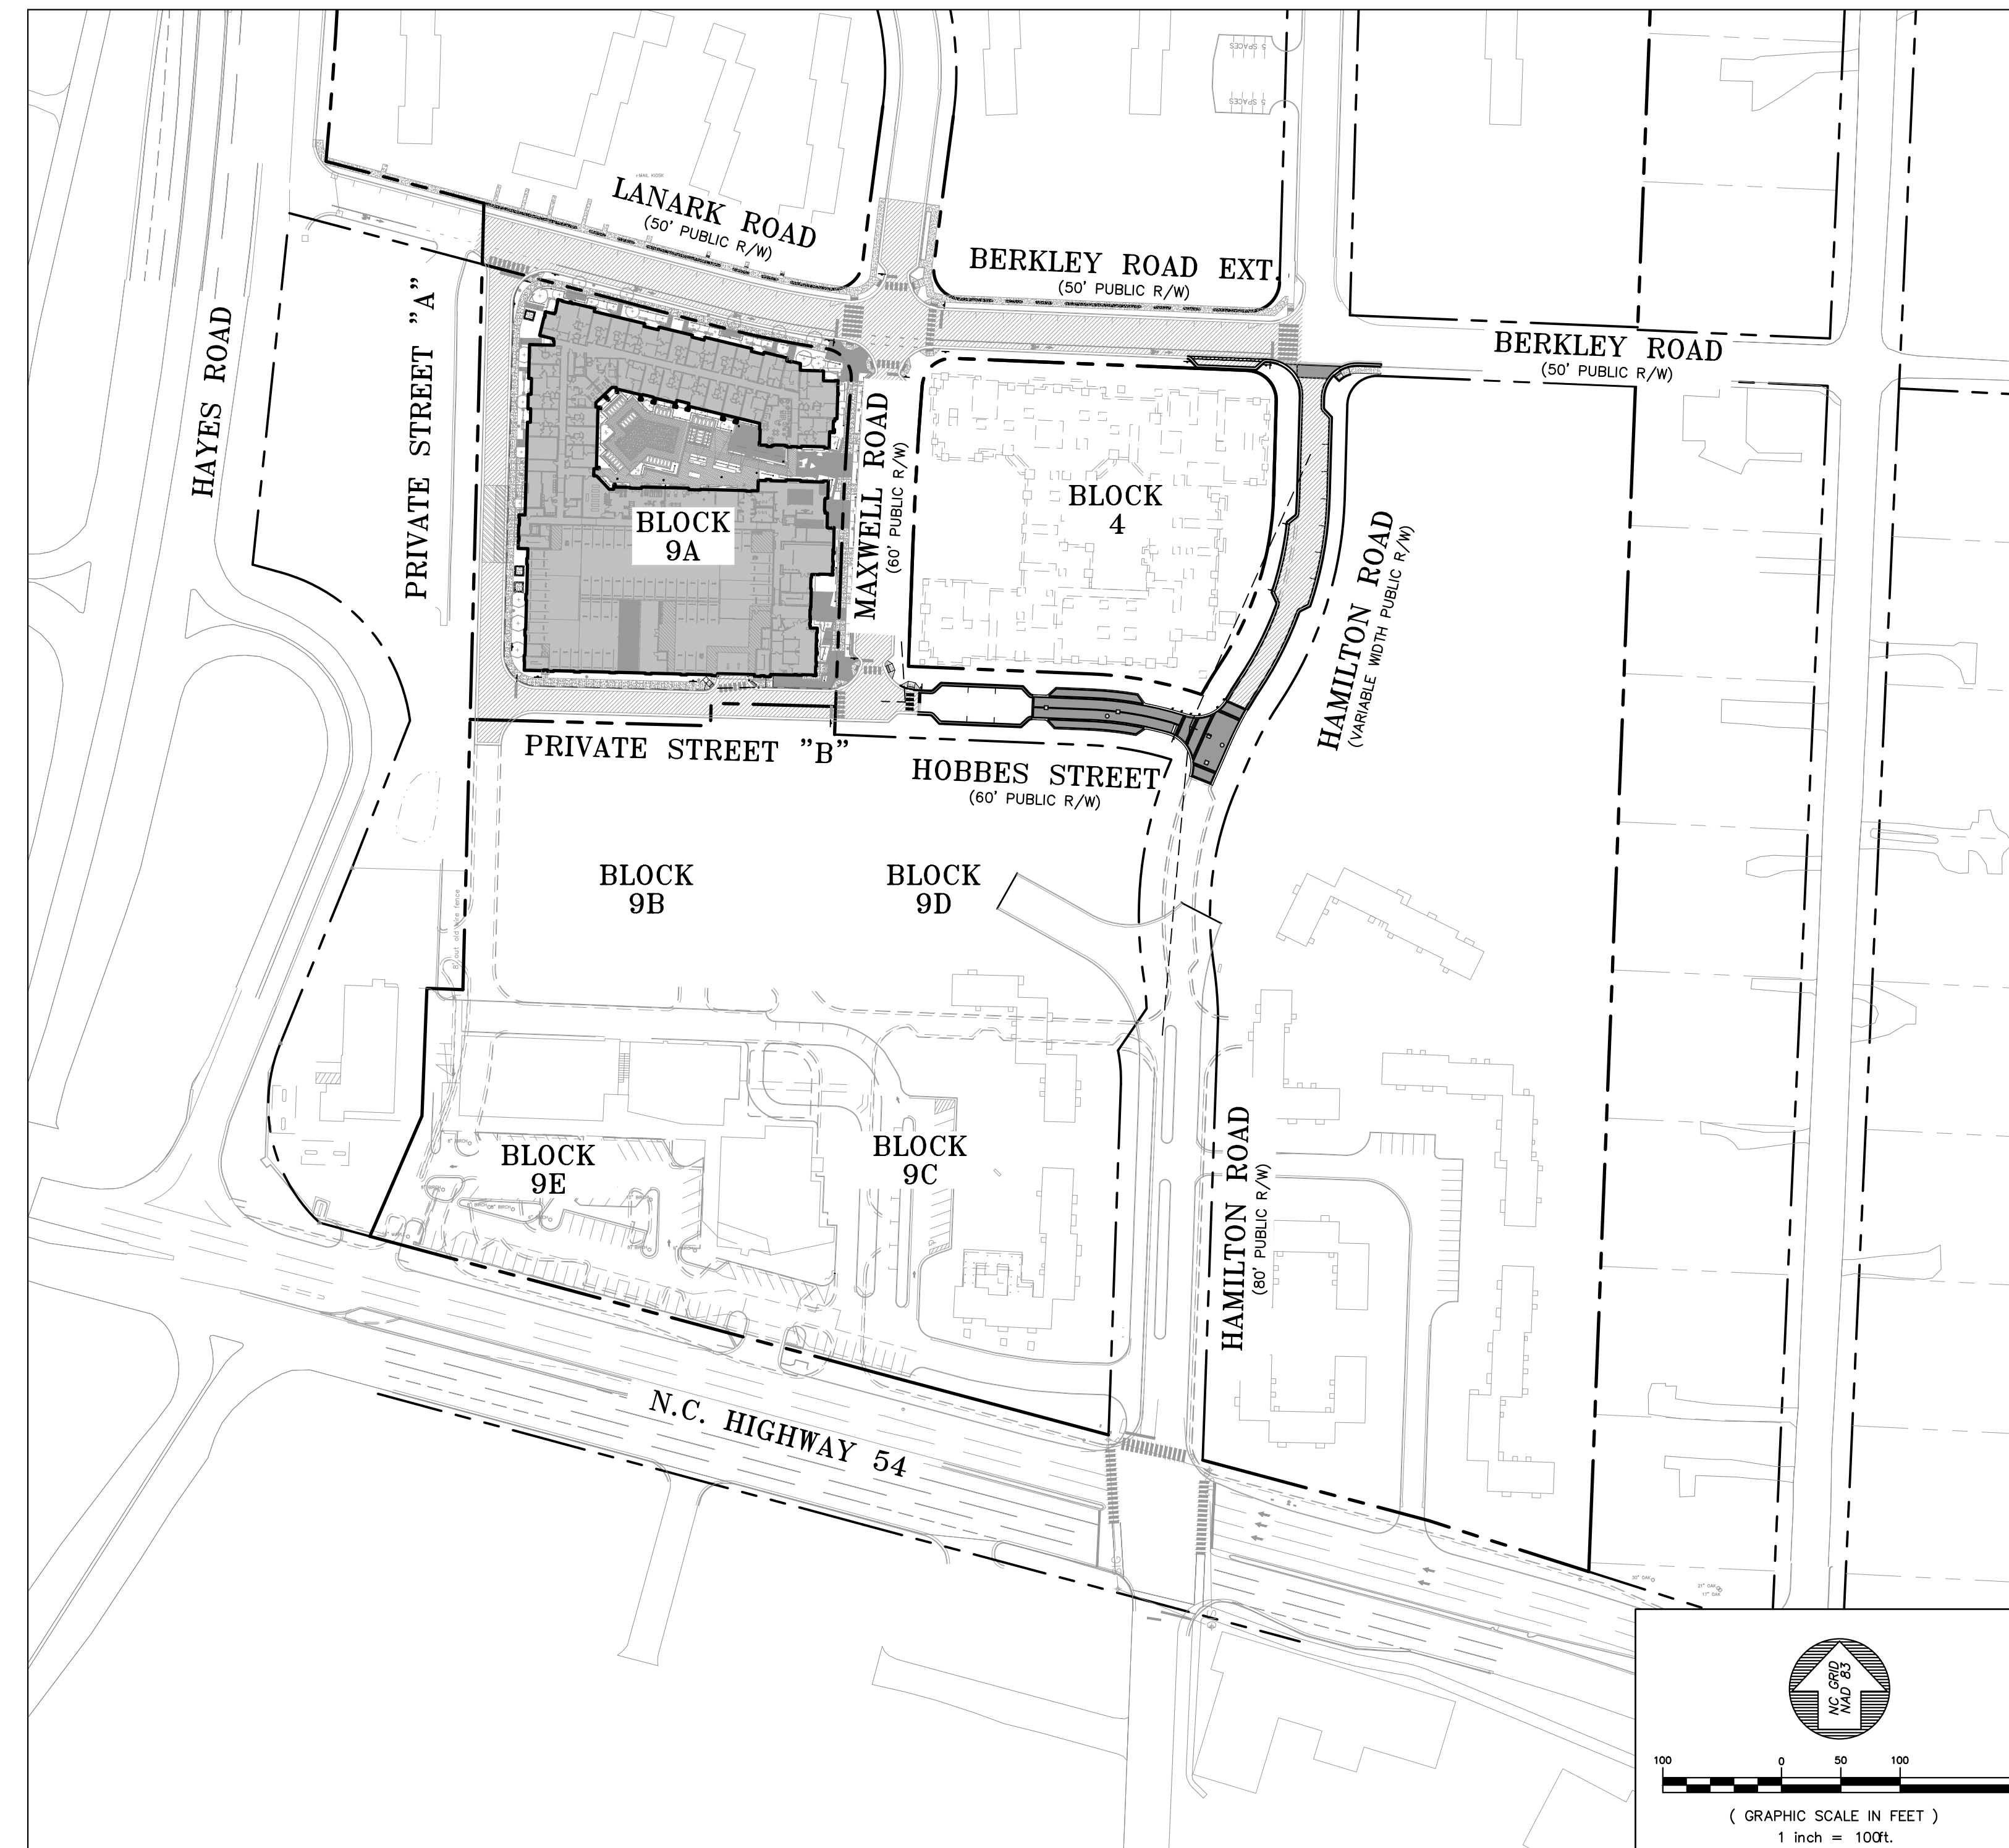 5 SPACES
5 SPACES
MAIL KIOSK
LANARK ROAD
(50' PUBLIC R/W)
BERKLEY ROAD EXT.
(50' PUBLIC R/W)
BERKLEY ROAD
(50' PUBLIC R/W)
HAYES ROAD
PRIVATE STREET "A"
MAXWELL ROAD
(60' PUBLIC R/W)
BLOCK
4
BLOCK
9A
HAMILTON ROAD
(VARIABLE WIDTH PUBLIC R/W)
PRIVATE STREET "B"
HOBBES STREET
(60' PUBLIC R/W)
BLOCK
9B
BLOCK
9D
BLOCK
9E
BLOCK
9C
HAMILTON ROAD
(80' PUBLIC R/W)
N.C. HIGHWAY 54
NC GRID
NAD 83
100 0 50 100
( GRAPHIC SCALE IN FEET )
1 inch = 100ft.